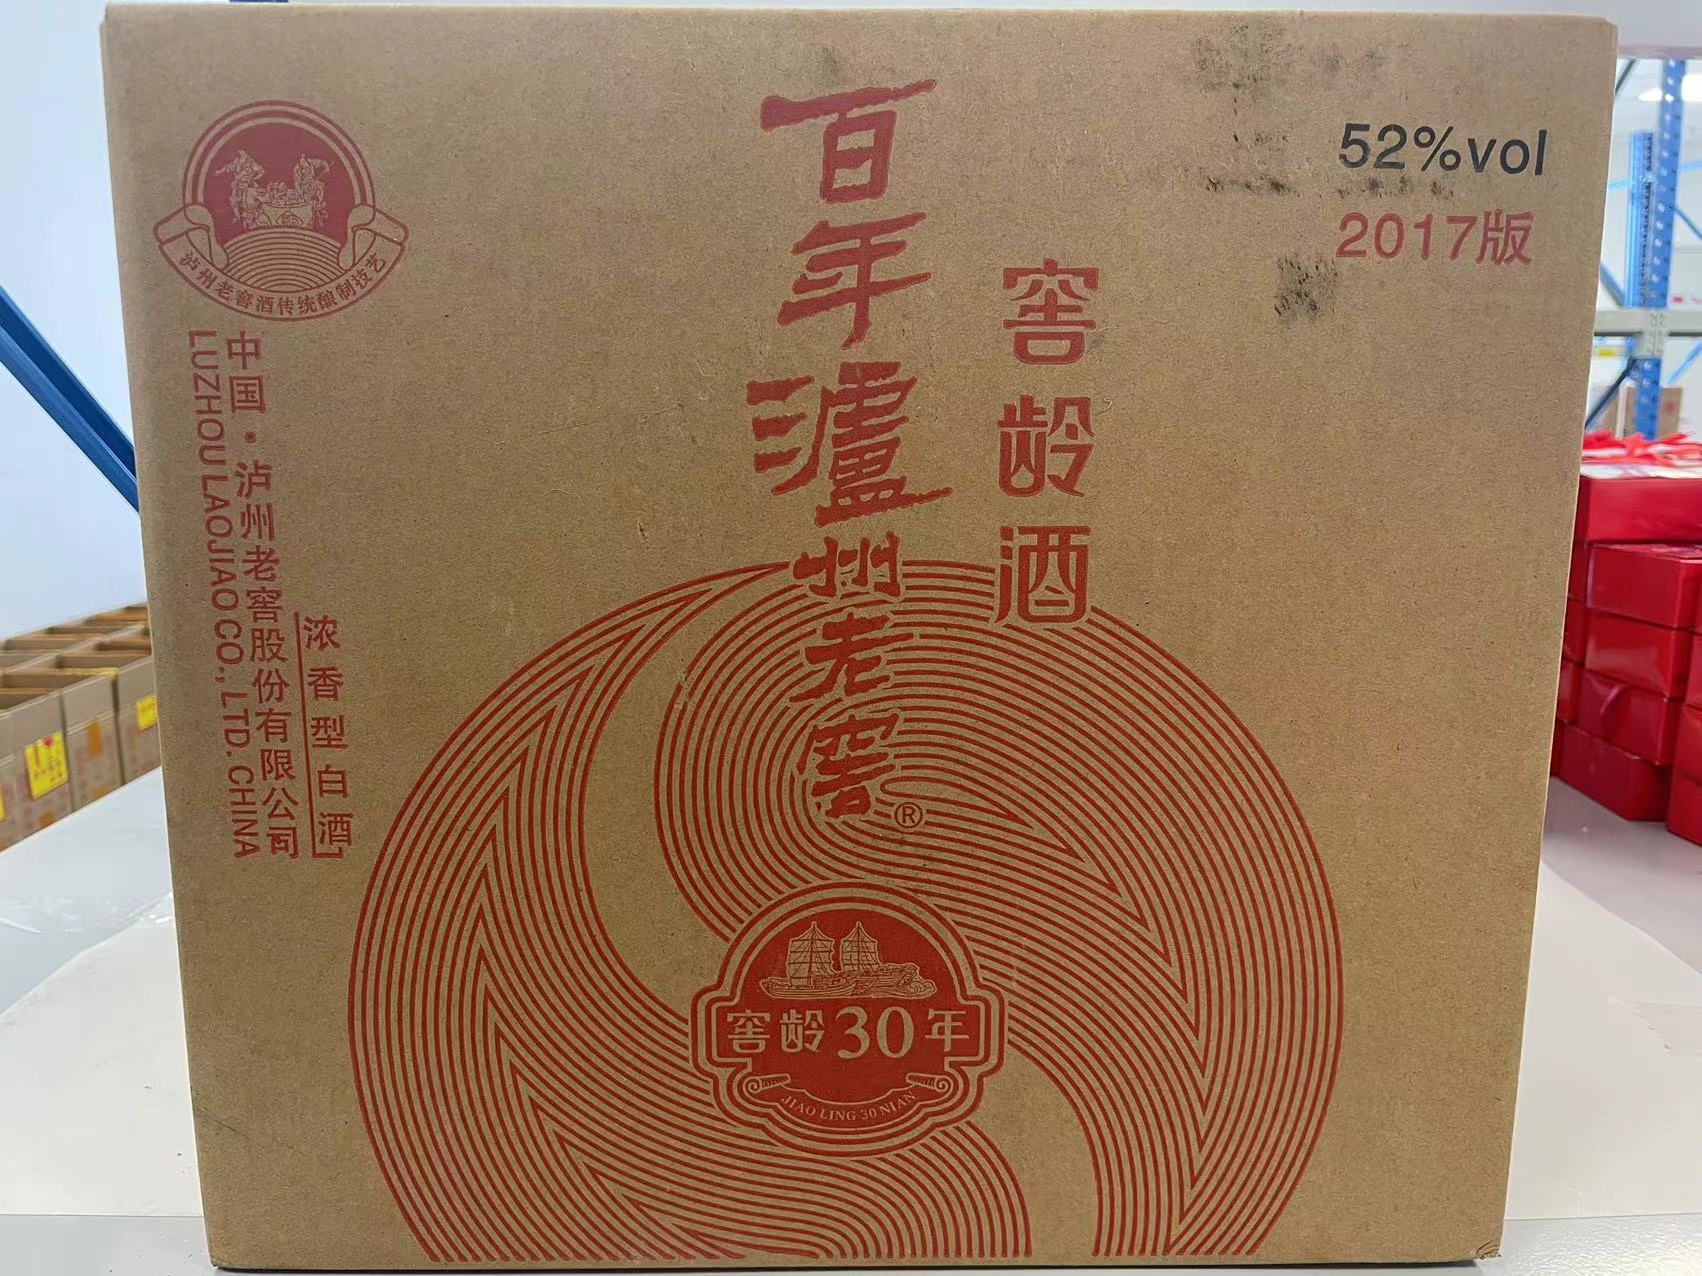 泸州老窖酒传统酿制技艺
中国·泸州老窖股份有限公司
LUZHOU LAOJIAO CO., LTD. CHINA
浓香型白酒
百年泸州老窖®
窖龄酒
52%vol
2017版
窖龄30年
JIAO LING 30 NIAN